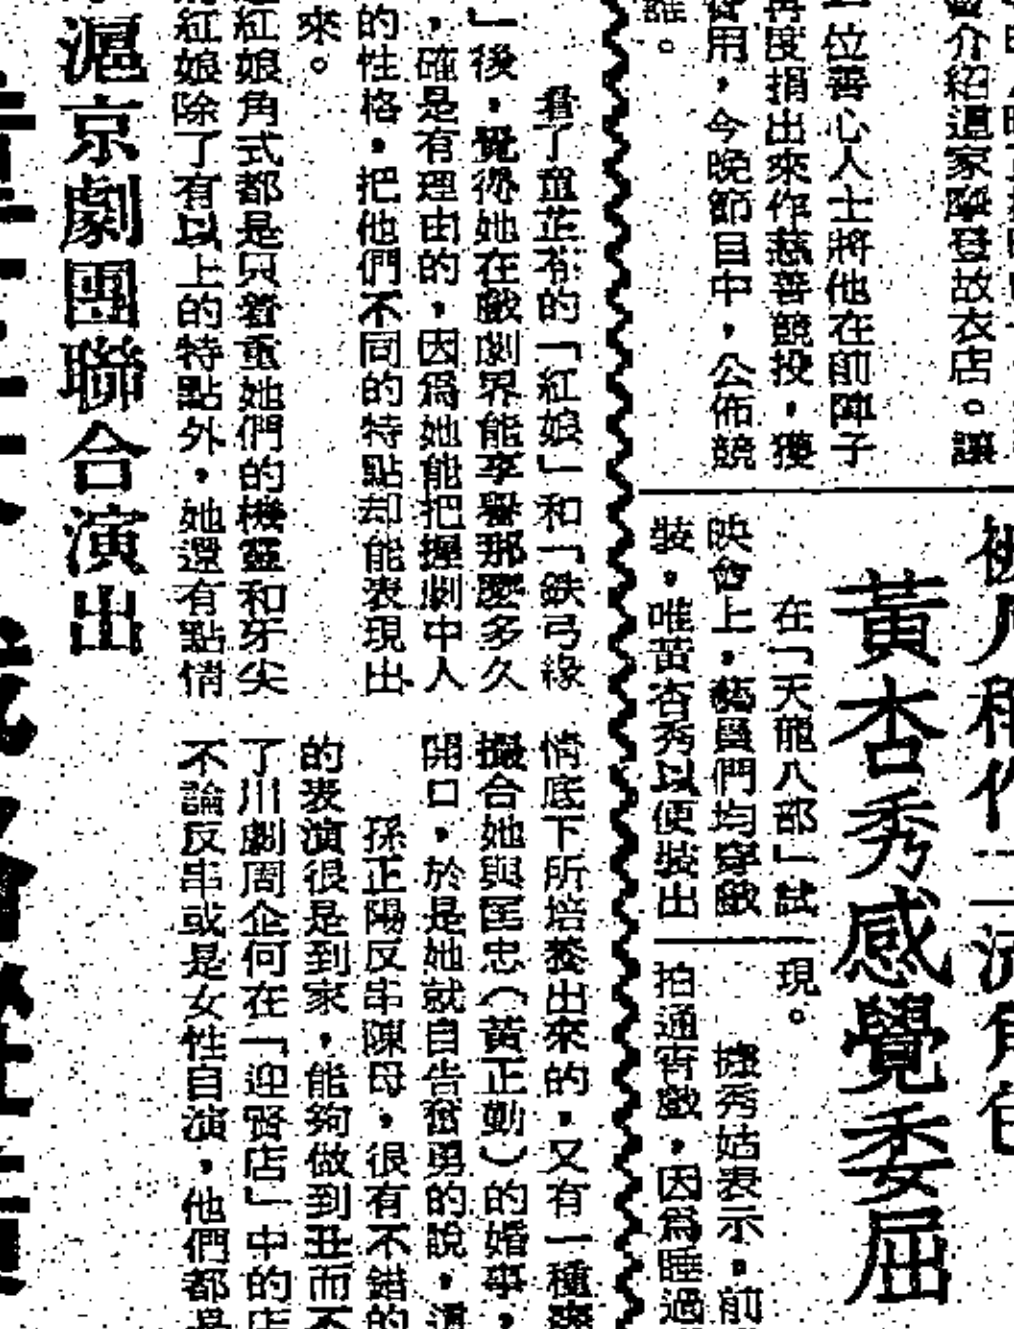 會介紹這家歐登故衣店。讓
一位善心人士將他在前陣子
再度捐出來作慈善競投，獲
用，今晚節目中，公佈競
誰。
黃杏秀感覺委屈
在「天龍八部」試
映會上，藝員們均穿戲
裝，唯黃杏秀以便裝出
現。
據秀姑表示，前
拍通宵戲，因爲睡過
看了童芷苓的「紅娘」和「鉄弓緣
」後，覺得她在戲劇界能享譽那麼多久
，確是有理由的，因爲她能把握劇中人
的性格，把他們不同的特點却能表現出
來。
紅娘角式都是只着重她們的機靈和牙尖
紅娘除了有以上的特點外，她還有點情
情底下所培養出來的，又有一種
撮合她與匡忠（黃正勤）的婚事，
開口，於是她就自告奮勇的說，
孫正陽反串陳母，很有不錯的
的表演很是到家，能夠做到丑而不
了川劇周企何在「迎賢店」中的店
不論反串或是女性自演，他們都
滬京劇團聯合演出